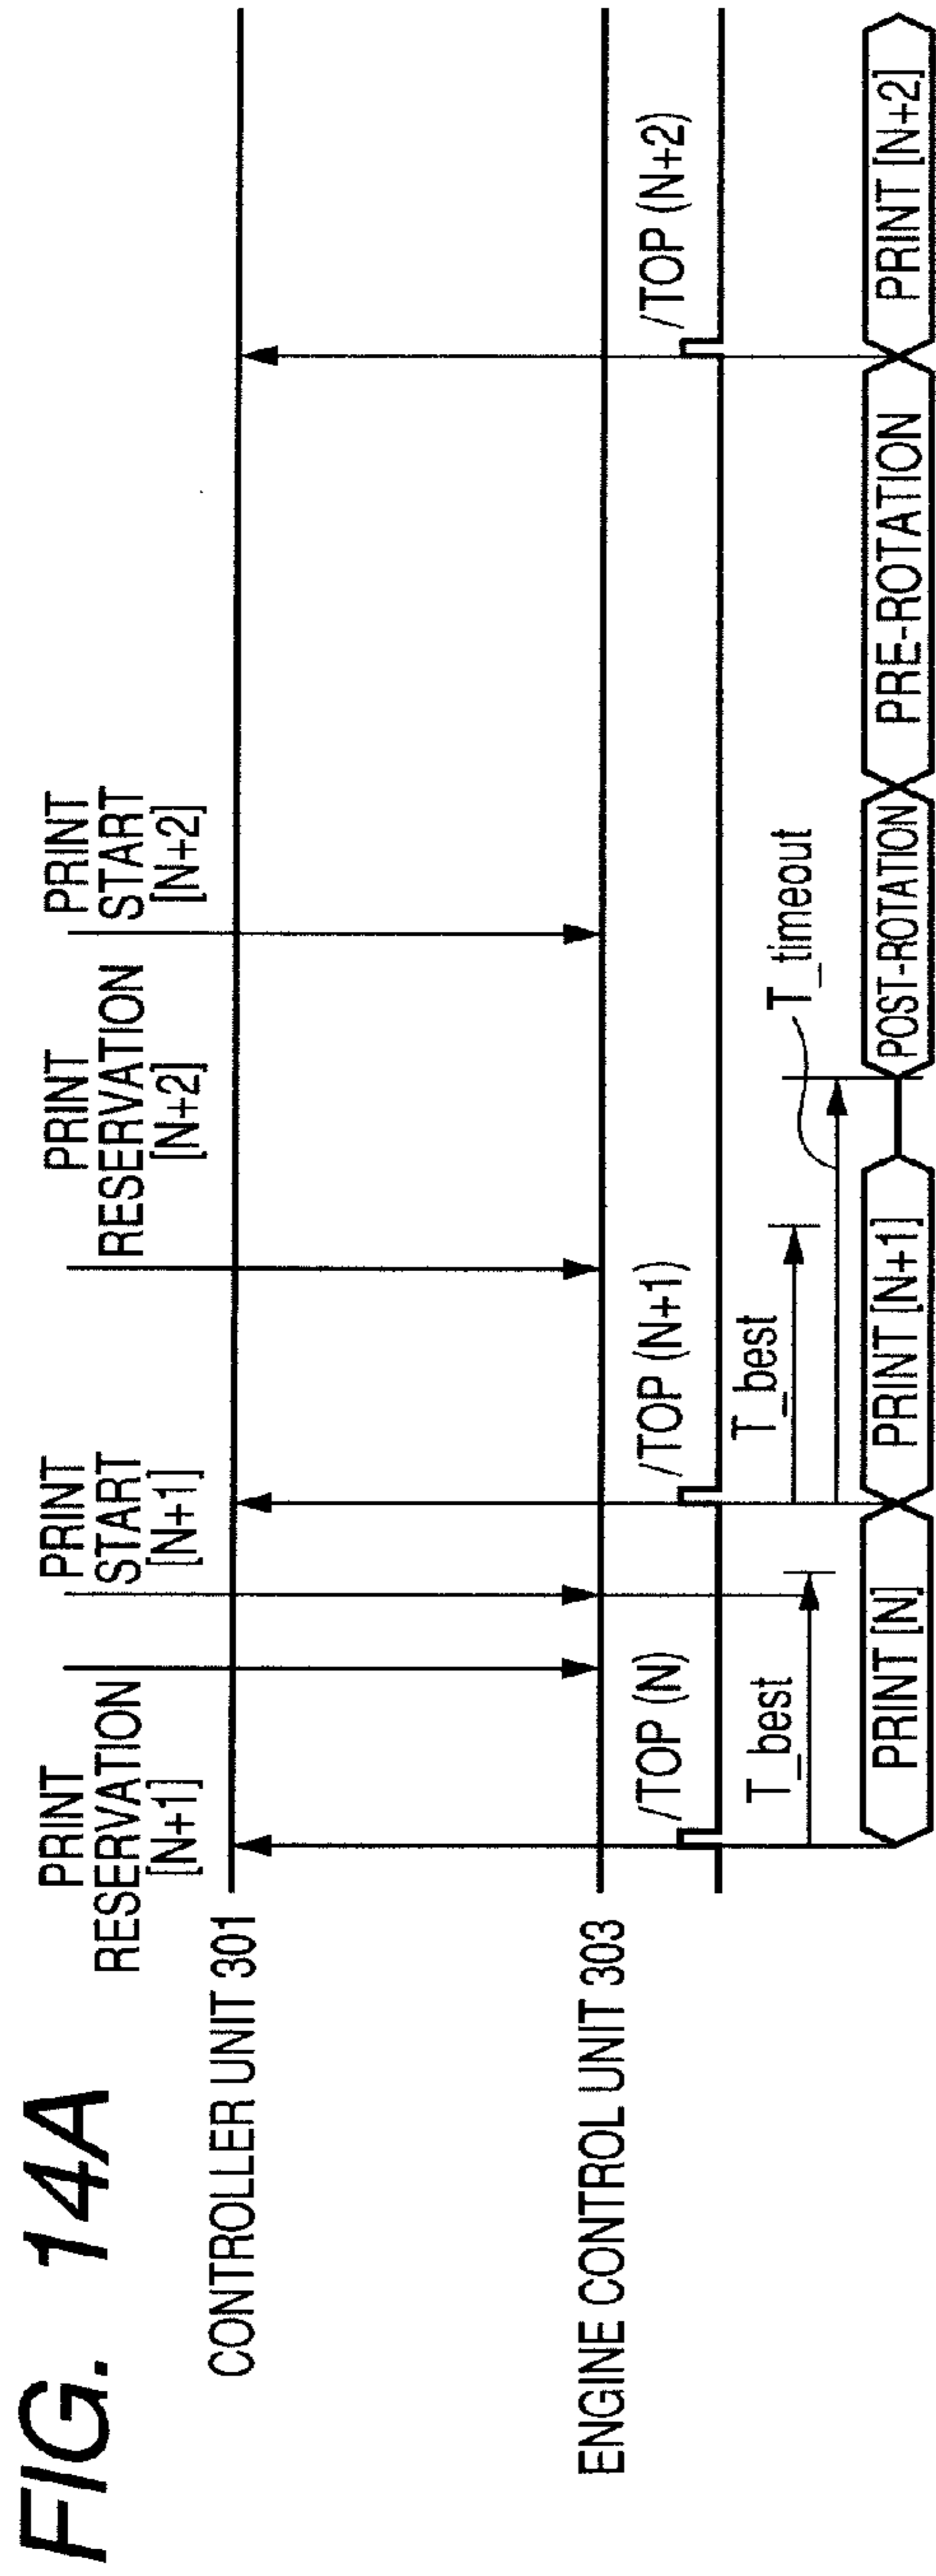 FIG. 14A
PRINT
RESERVATION
[N+1]
PRINT
START
[N+1]
PRINT
RESERVATION
[N+2]
PRINT
START
[N+2]
CONTROLLER UNIT 301
ENGINE CONTROL UNIT 303
/TOP (N)
/TOP (N+1)
/TOP (N+2)
T_best
T_best
T_timeout
PRINT [N]
PRINT [N+1]
POST-ROTATION
PRE-ROTATION
PRINT [N+2]